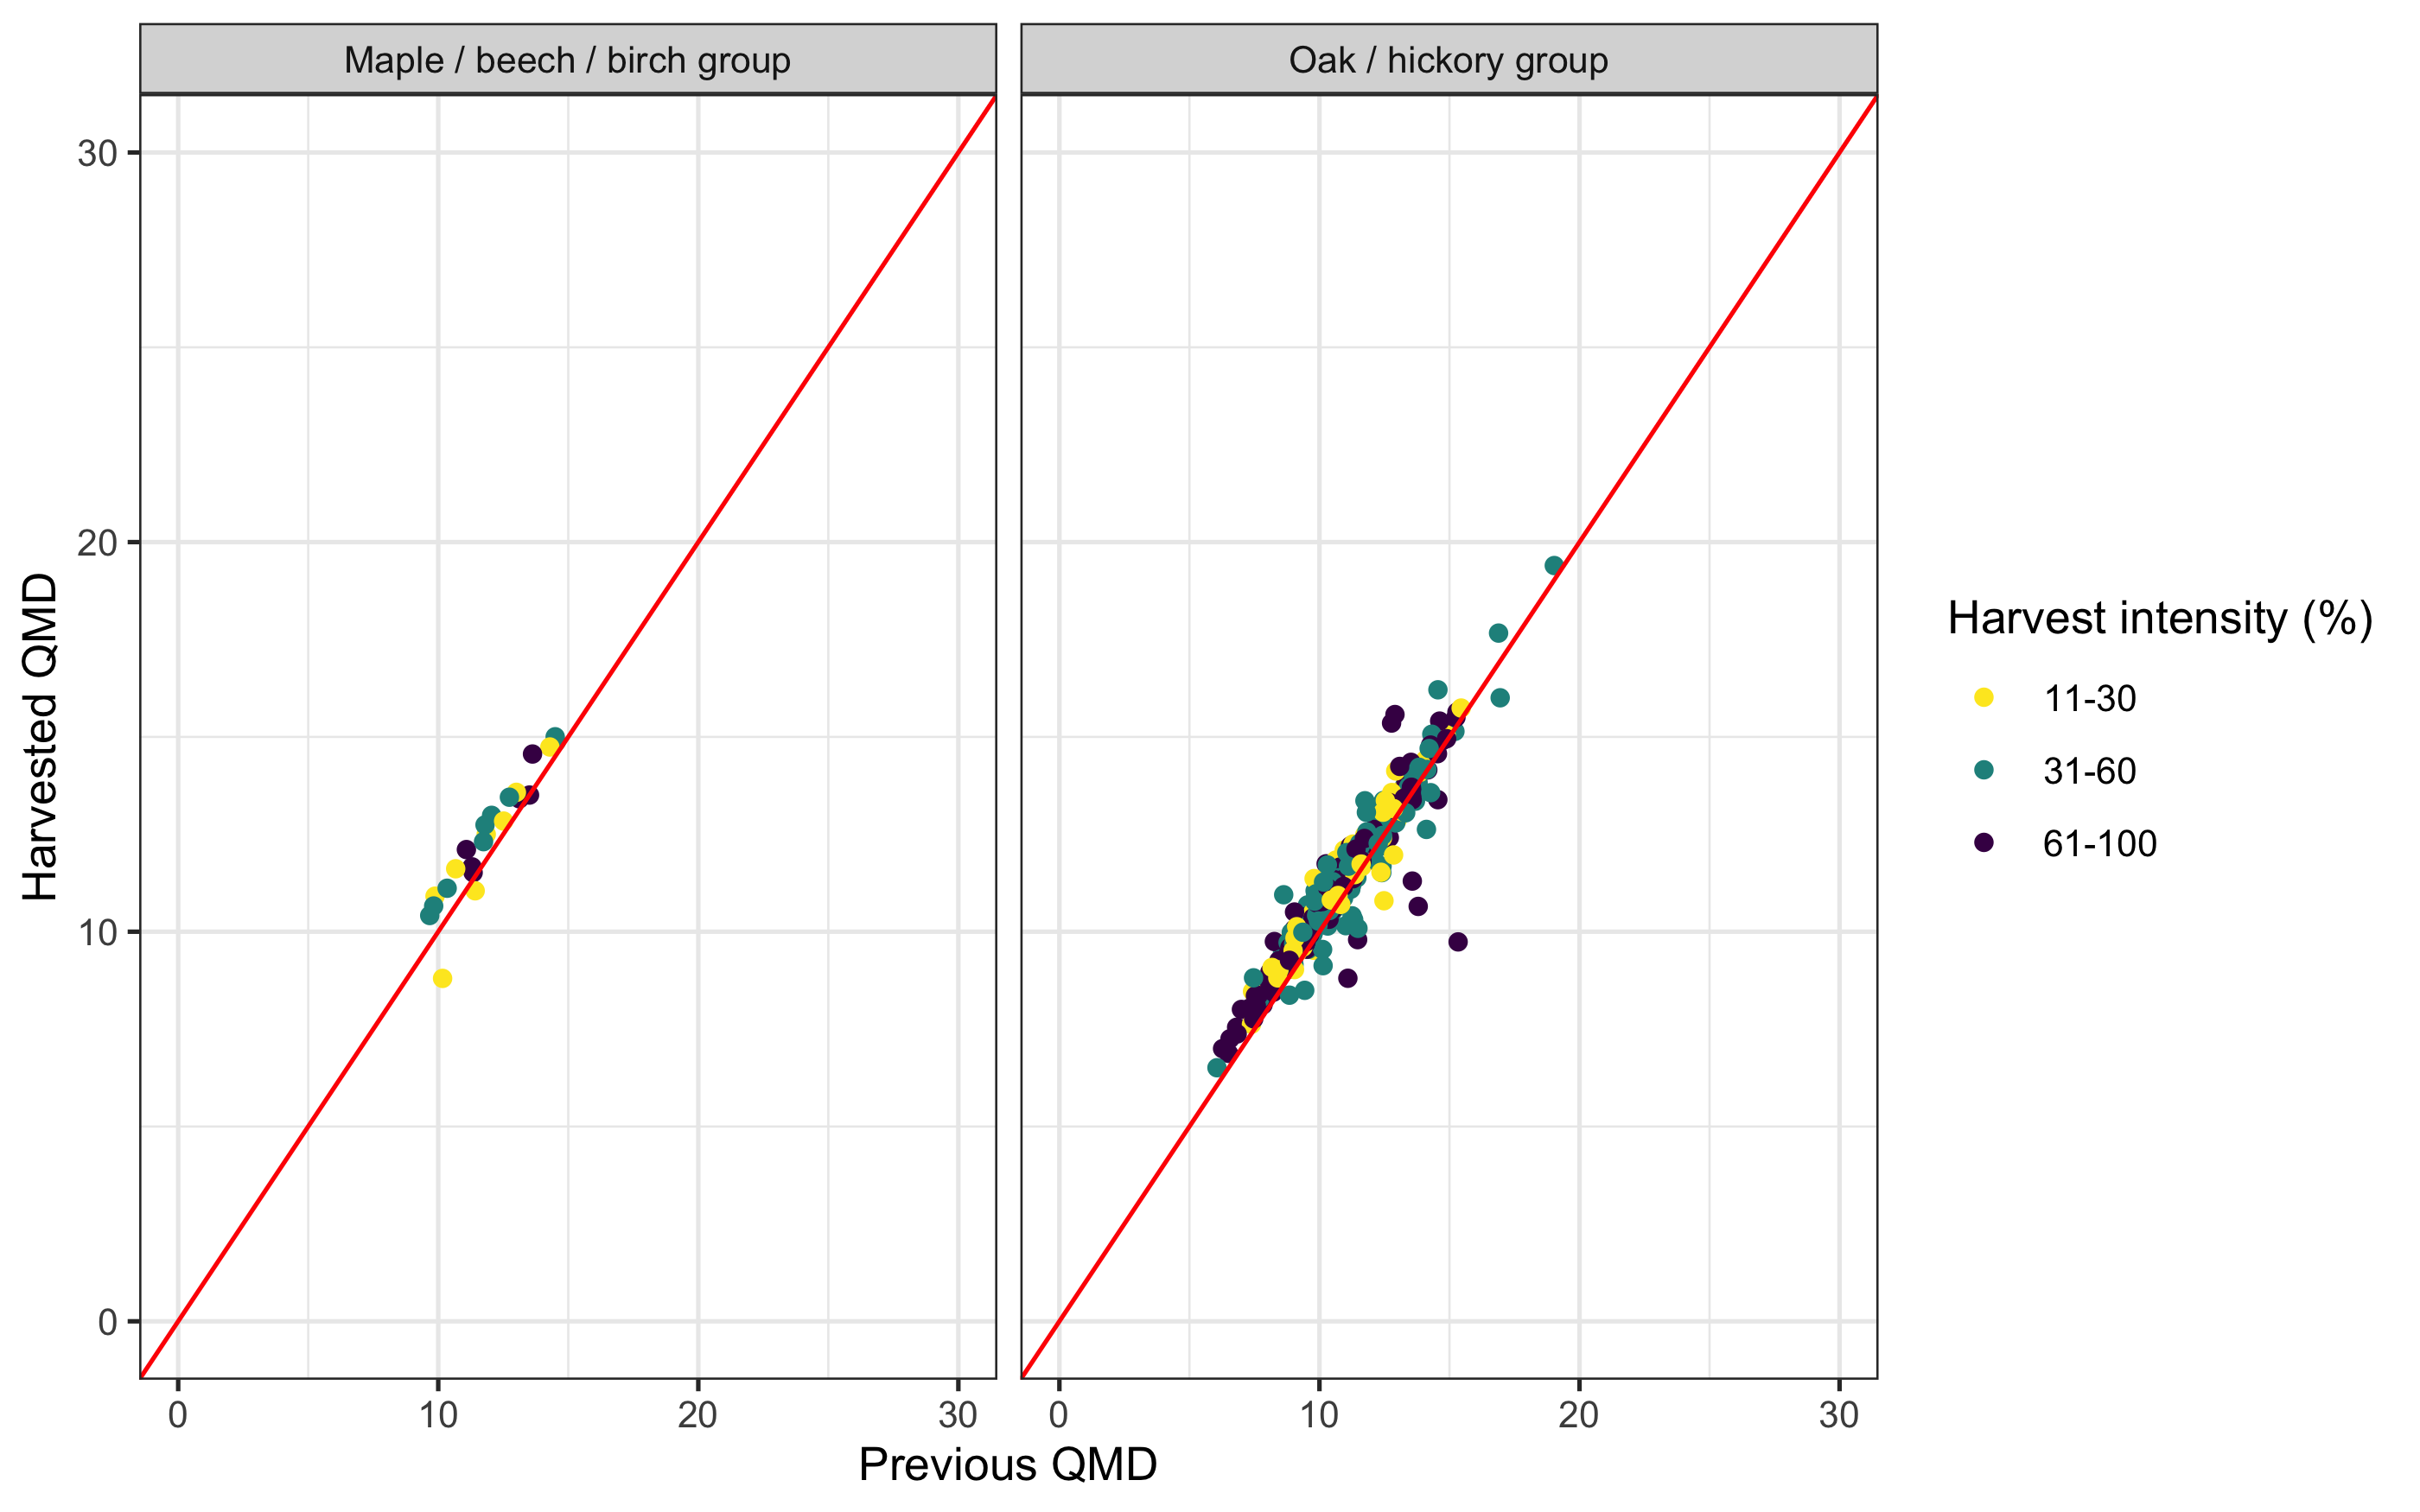 Maple / beech / birch group
Oak / hickory group
30
20
10
0
Harvested QMD
0 10 20 30
0 10 20 30
Previous QMD
Harvest intensity (%)
11-30
31-60
61-100